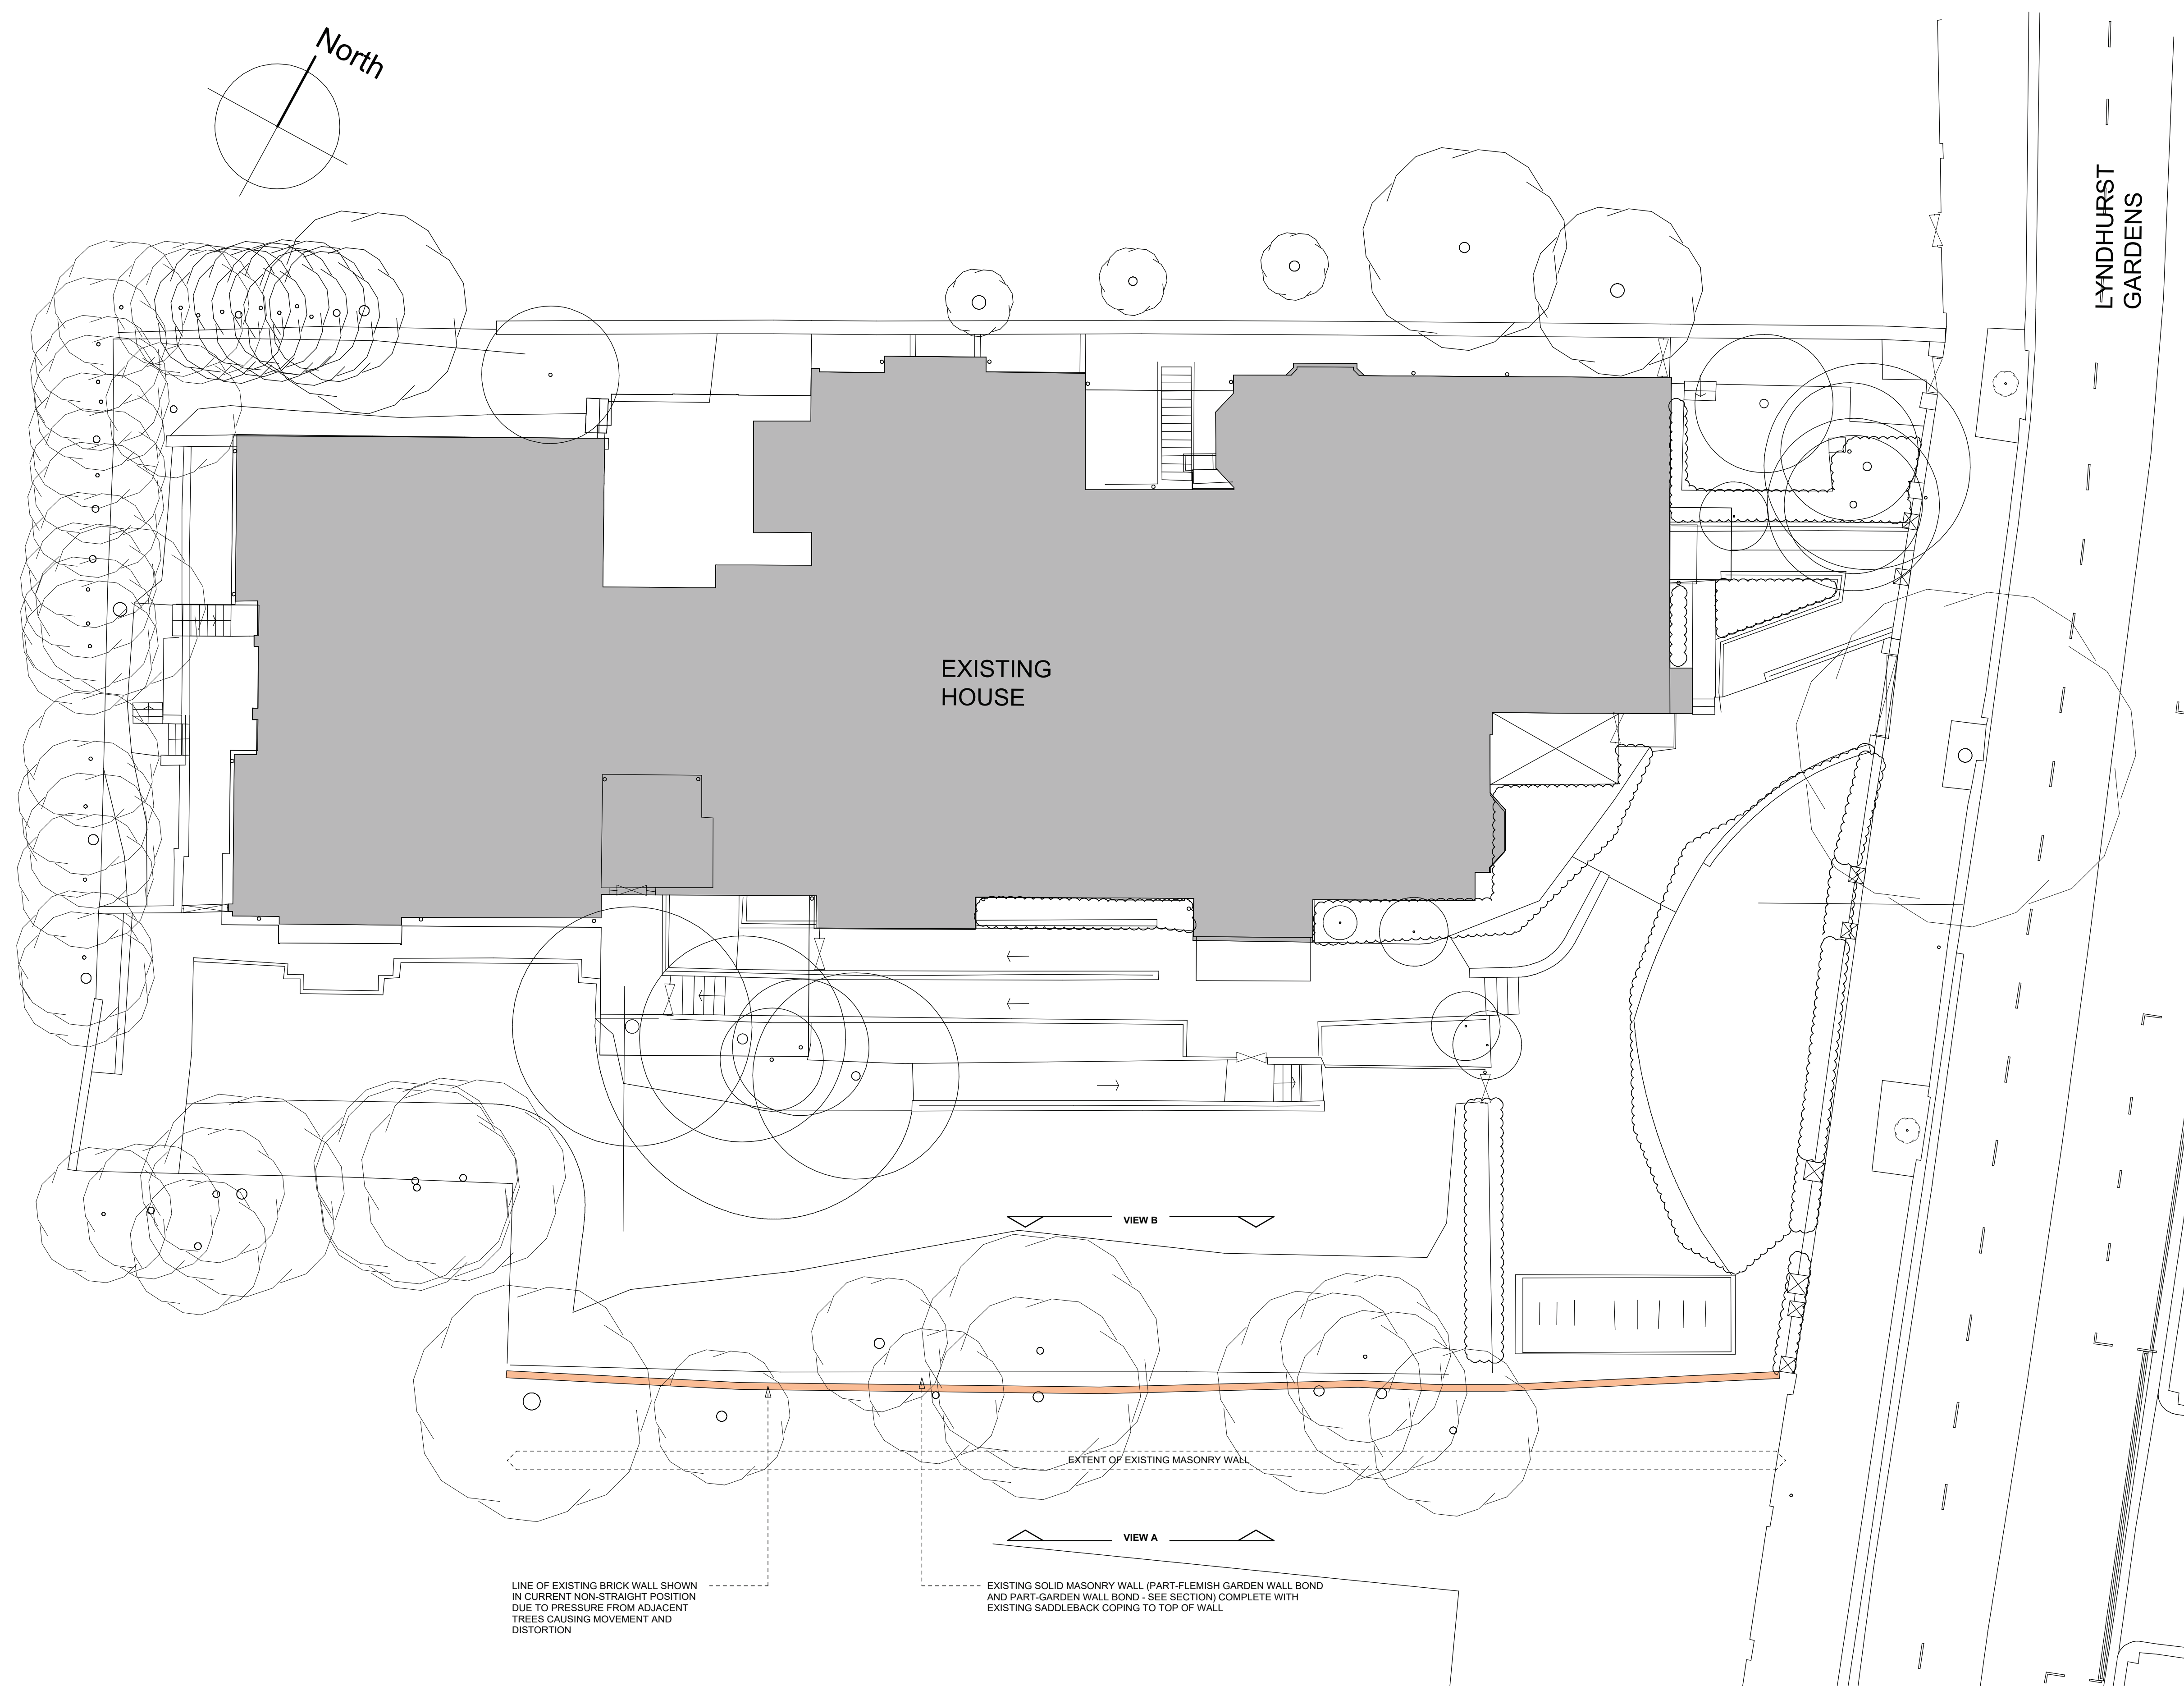 North
LYNDHURST
GARDENS
EXISTING
HOUSE
VIEW B
EXTENT OF EXISTING MASONRY WALL
VIEW A
LINE OF EXISTING BRICK WALL SHOWN
IN CURRENT NON-STRAIGHT POSITION
DUE TO PRESSURE FROM ADJACENT
TREES CAUSING MOVEMENT AND
DISTORTION
EXISTING SOLID MASONRY WALL (PART-FLEMISH GARDEN WALL BOND
AND PART-GARDEN WALL BOND - SEE SECTION) COMPLETE WITH
EXISTING SADDLEBACK COPING TO TOP OF WALL